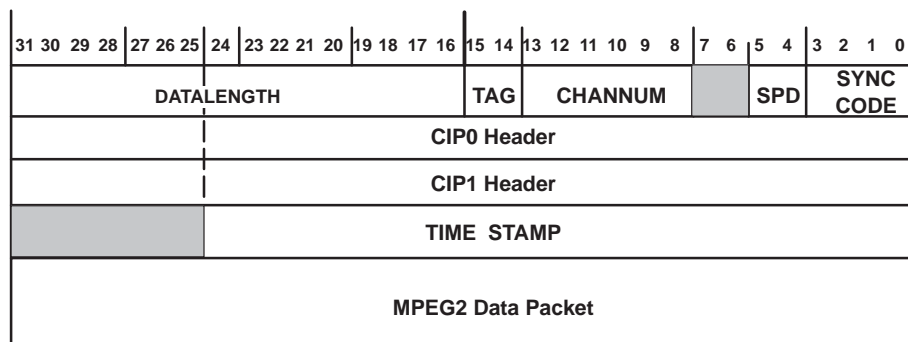 31 30 29 28 27 26 25 24 23 22 21 20 19 18 17 16 15 14 13 12 11 10 9 8 7 6 5 4 3 2 1 0
DATALENGTH TAG CHANNUM SPD SYNC
CODE
CIP0 Header
CIP1 Header
TIME STAMP
MPEG2 Data Packet